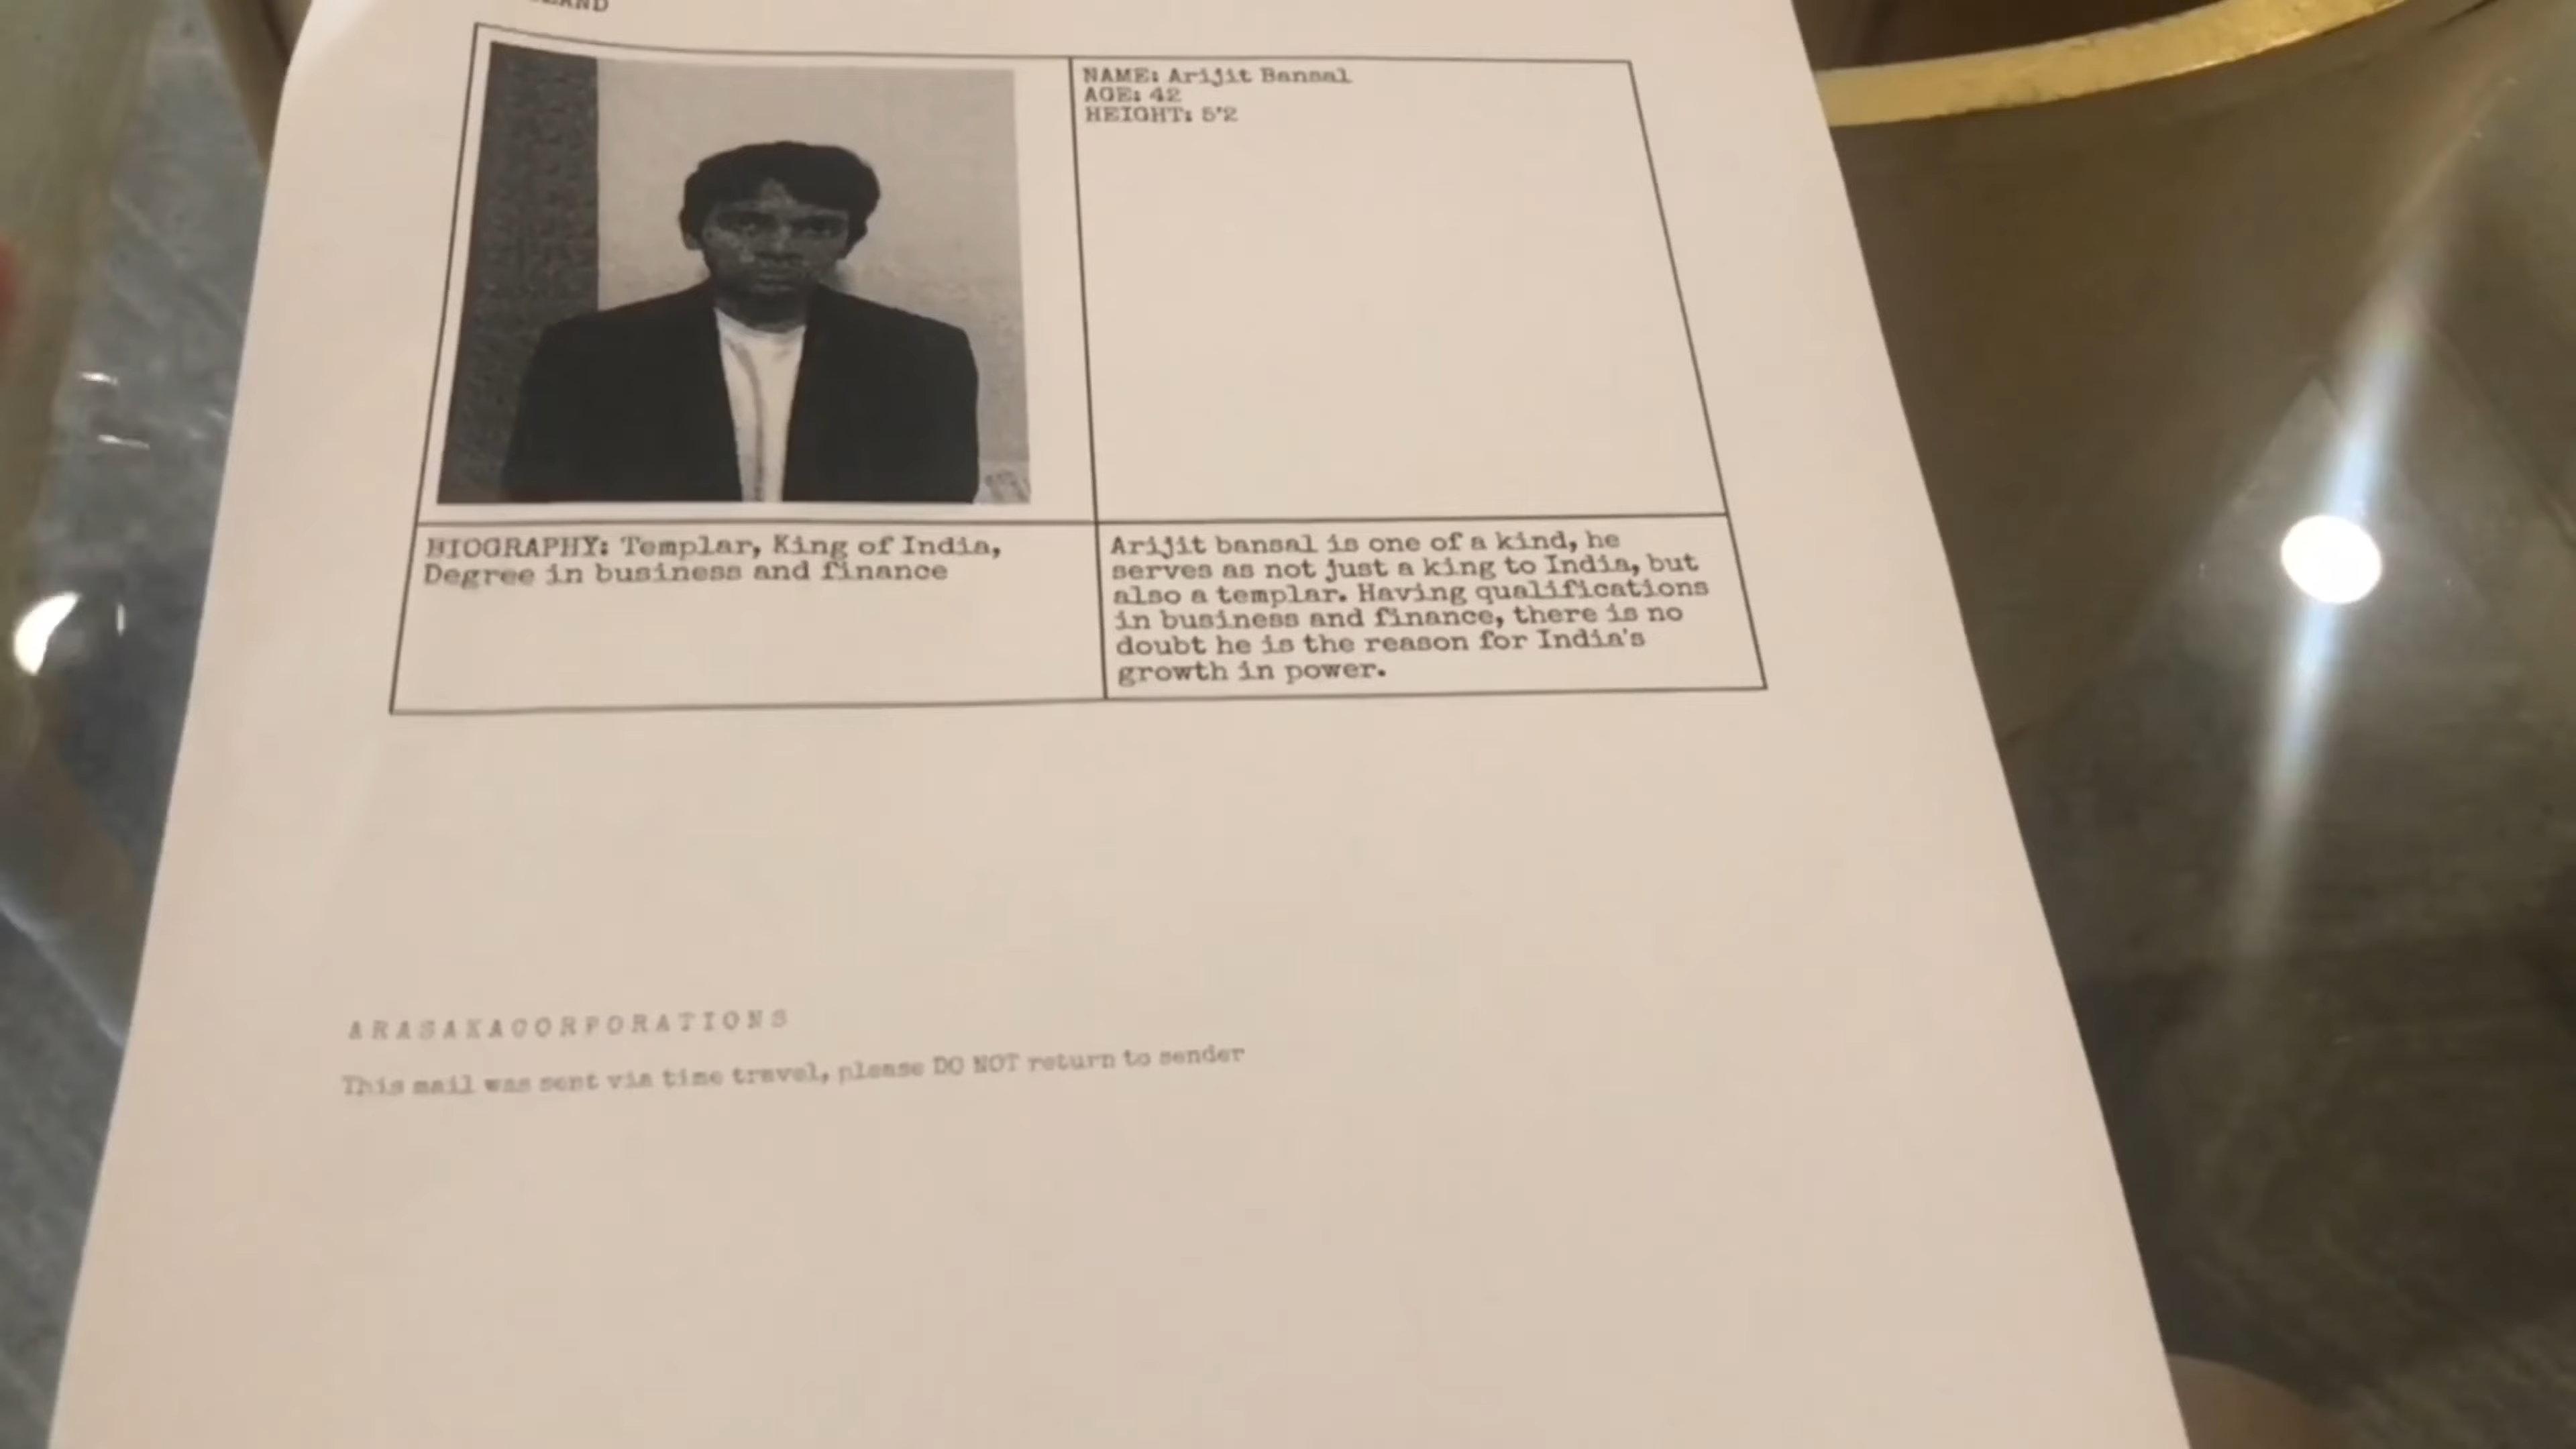 NAME: Arijit Bansal
AGE: 42
HEIGHT: 5'2
BIOGRAPHY: Templar, King of India,
Degree in business and finance
Arijit bansal is one of a kind, he
serves as not just a king to India, but
also a templar. Having qualifications
in business and finance, there is no
doubt he is the reason for India's
growth in power.
ARASAKACORPORATIONS
This mail was sent via time travel, please DO NOT return to sender